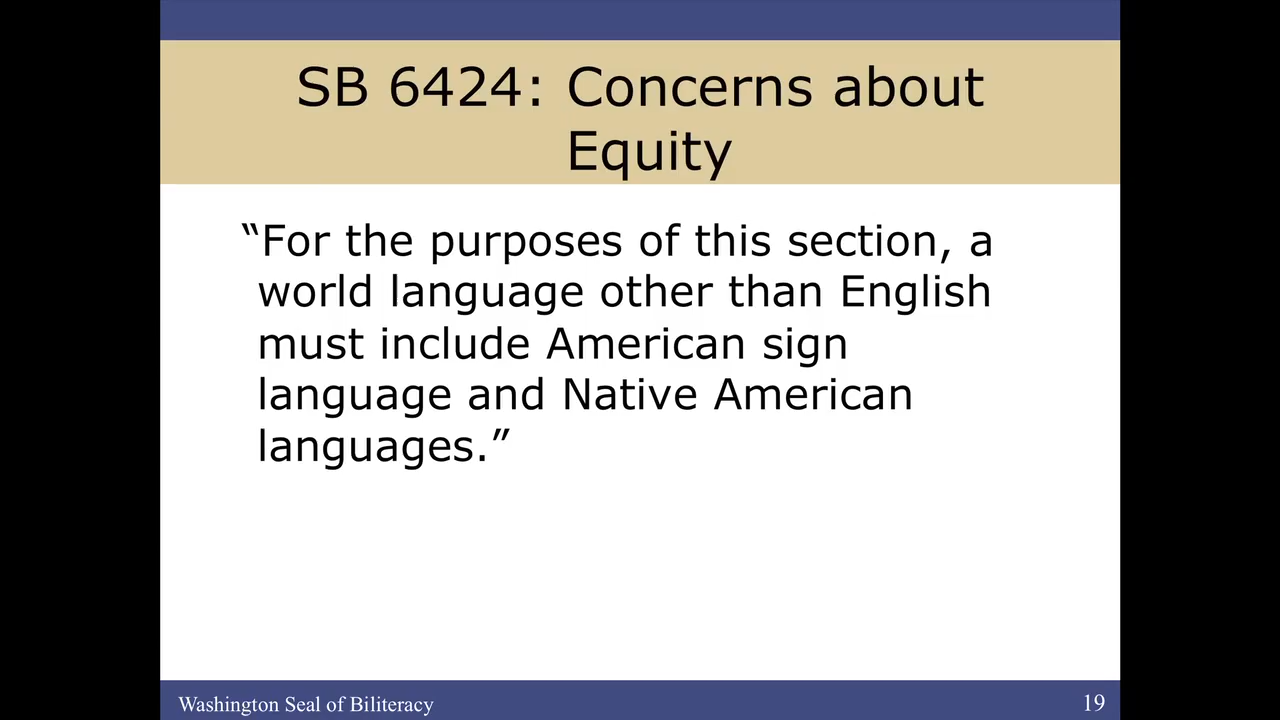 SB 6424: Concerns about
Equity
“For the purposes of this section, a
world language other than English
must include American sign
language and Native American
languages.”
Washington Seal of Biliteracy
19